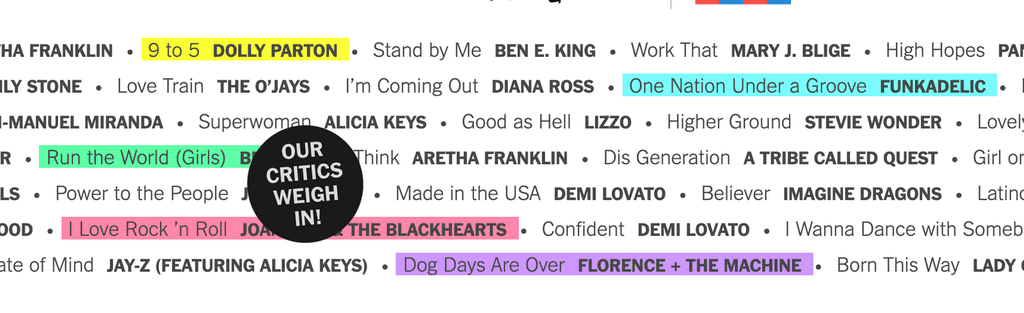 HA FRANKLIN • 9 to 5 DOLLY PARTON • Stand by Me BEN E. KING • Work That MARY J. BLIGE • High Hopes PA
LY STONE • Love Train THE O'JAYS • I'm Coming Out DIANA ROSS • One Nation Under a Groove FUNKADELIC •
-MANUEL MIRANDA • Superwoman ALICIA KEYS • Good as Hell LIZZO • Higher Ground STEVIE WONDER • Lovel
R • Run the World (Girls) B Think ARETHA FRANKLIN • Dis Generation A TRIBE CALLED QUEST • Girl o
OUR
CRITICS
WEIGH
IN!
LS • Power to the People J • Made in the USA DEMI LOVATO • Believer IMAGINE DRAGONS • Latin
OOD • I Love Rock 'n Roll JOA & THE BLACKHEARTS • Confident DEMI LOVATO • I Wanna Dance with Someb
ate of Mind JAY-Z (FEATURING ALICIA KEYS) • Dog Days Are Over FLORENCE + THE MACHINE • Born This Way LADY